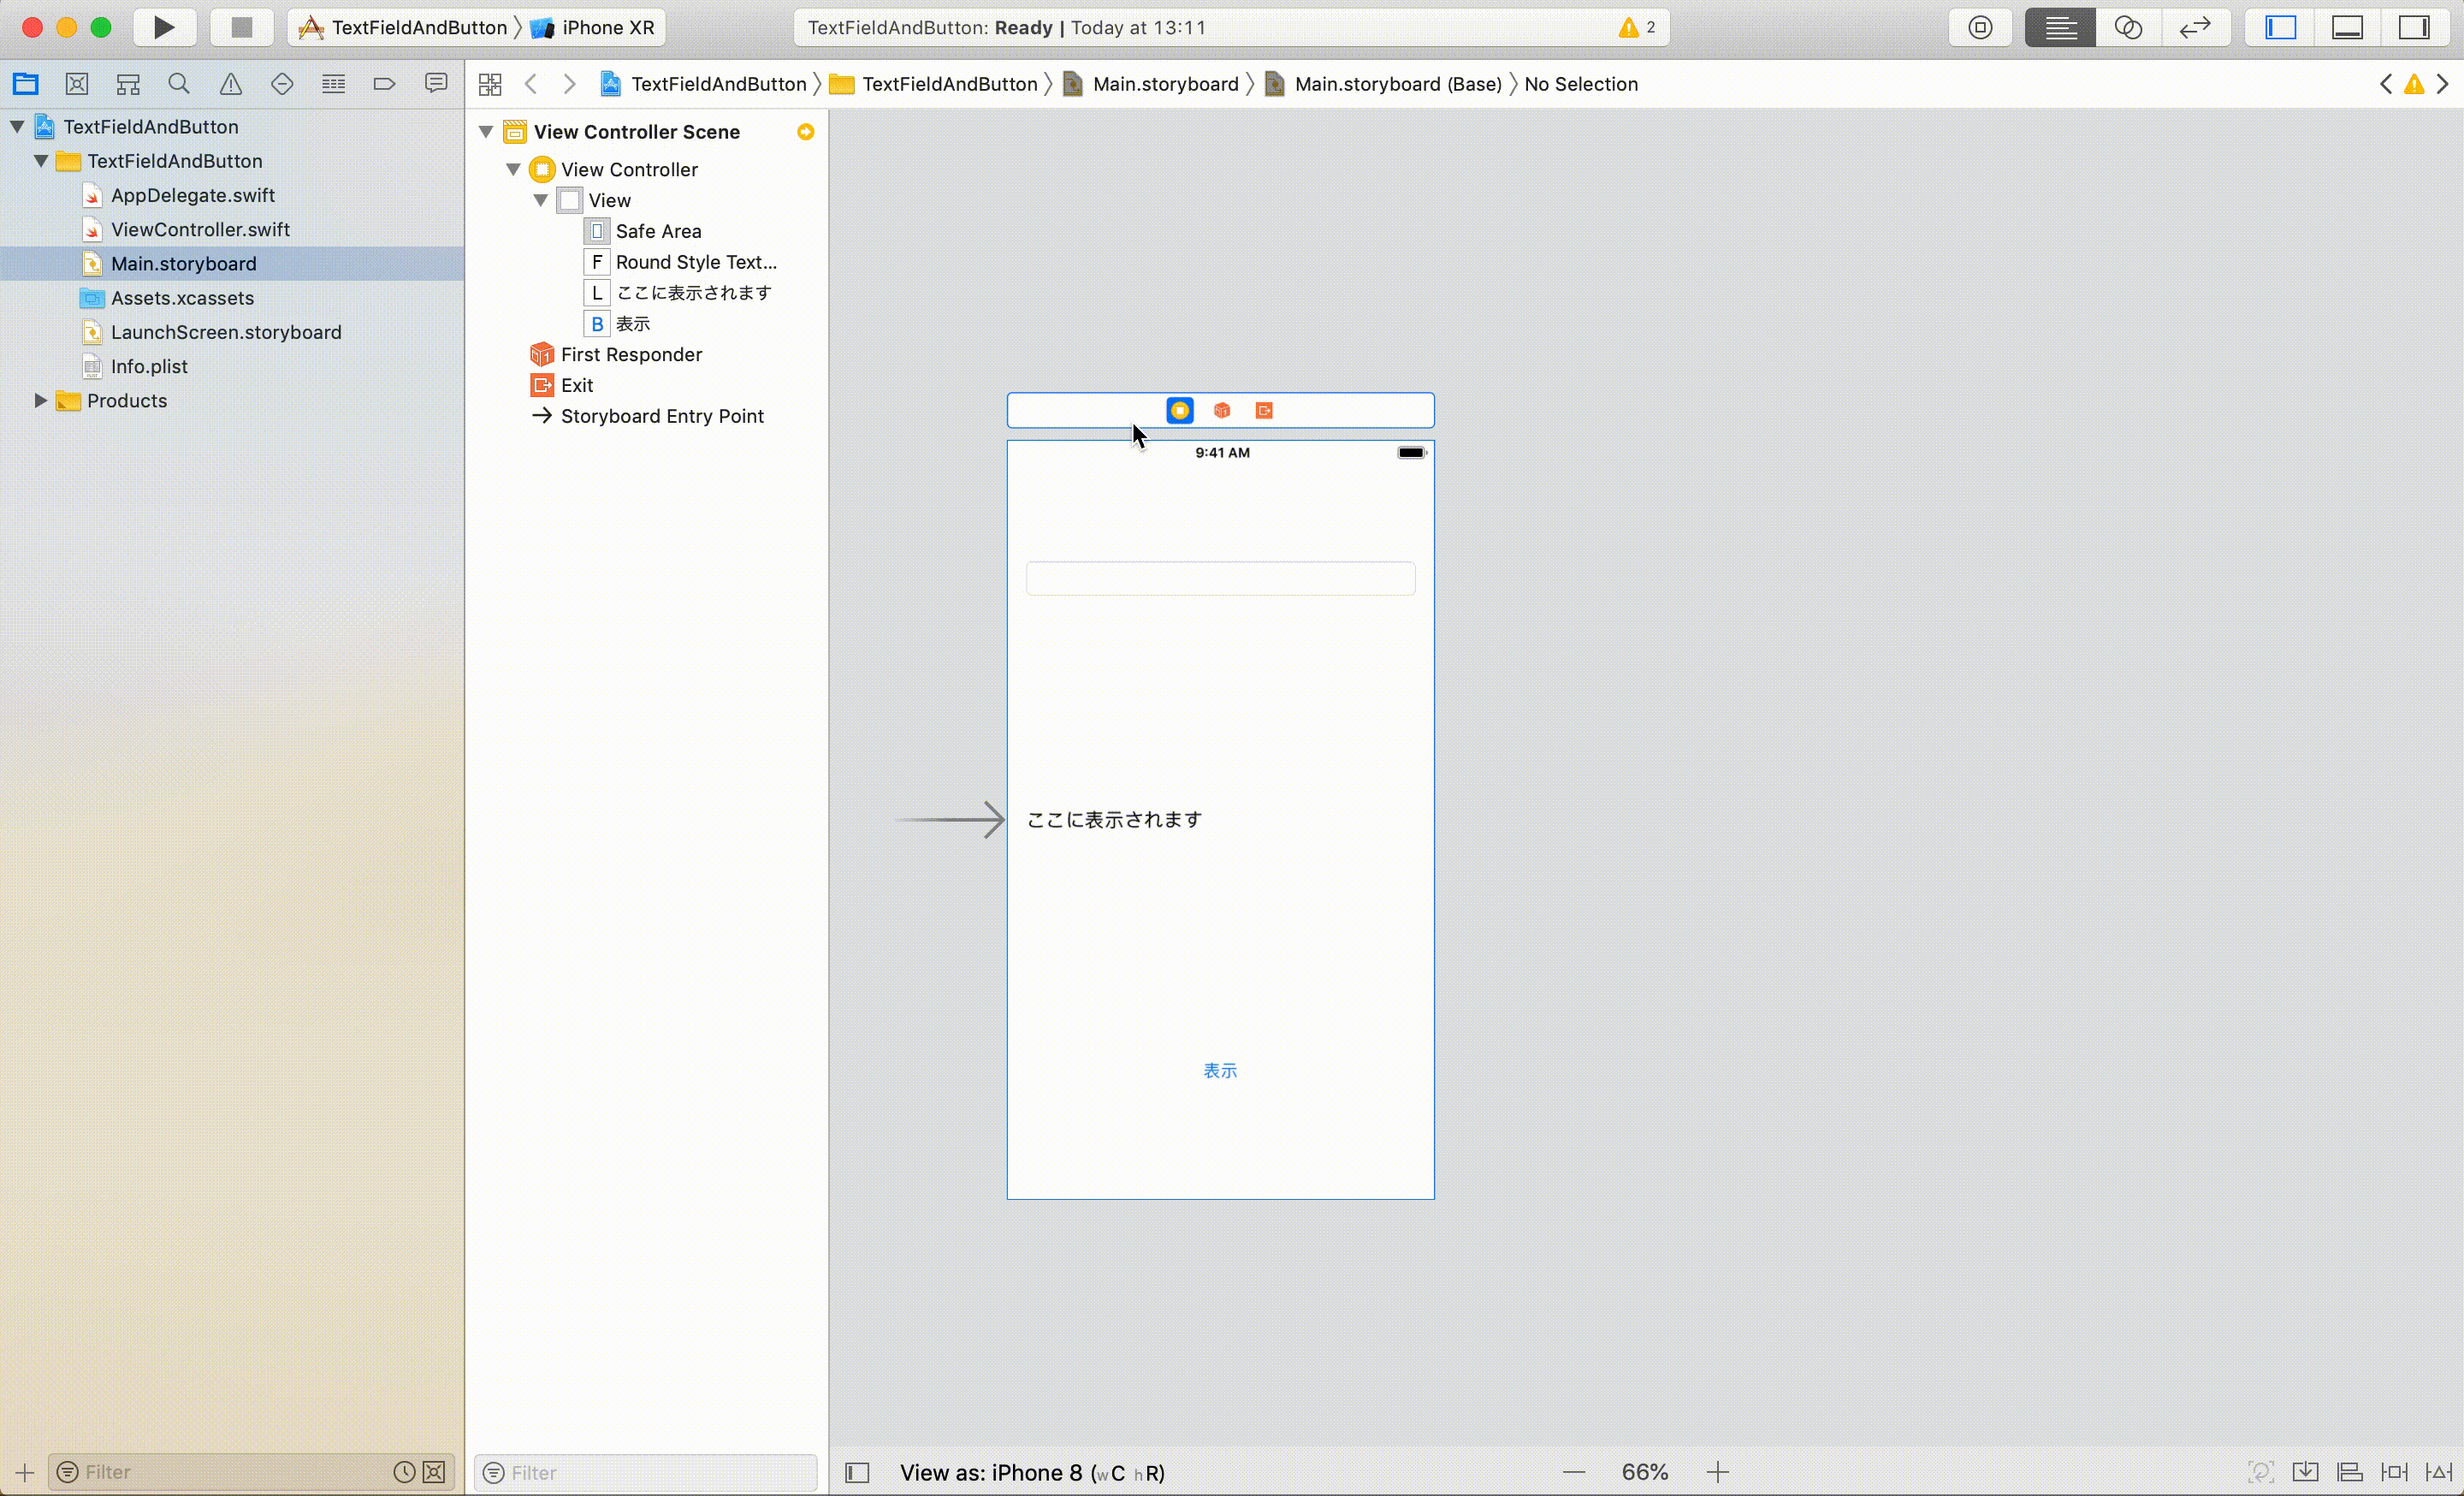 TextFieldAndButton 〉 iPhone XR
TextFieldAndButton: Ready | Today at 13:11
2
TextFieldAndButton 〉 TextFieldAndButton 〉 Main.storyboard 〉 Main.storyboard (Base) 〉 No Selection
TextFieldAndButton
TextFieldAndButton
AppDelegate.swift
ViewController.swift
Main.storyboard
Assets.xcassets
LaunchScreen.storyboard
Info.plist
Products
View Controller Scene
View Controller
View
Safe Area
F Round Style Text...
L ここに表示されます
B 表示
First Responder
Exit
Storyboard Entry Point
9:41 AM
ここに表示されます
表示
Filter
Filter
View as: iPhone 8 (wC hR)
66%